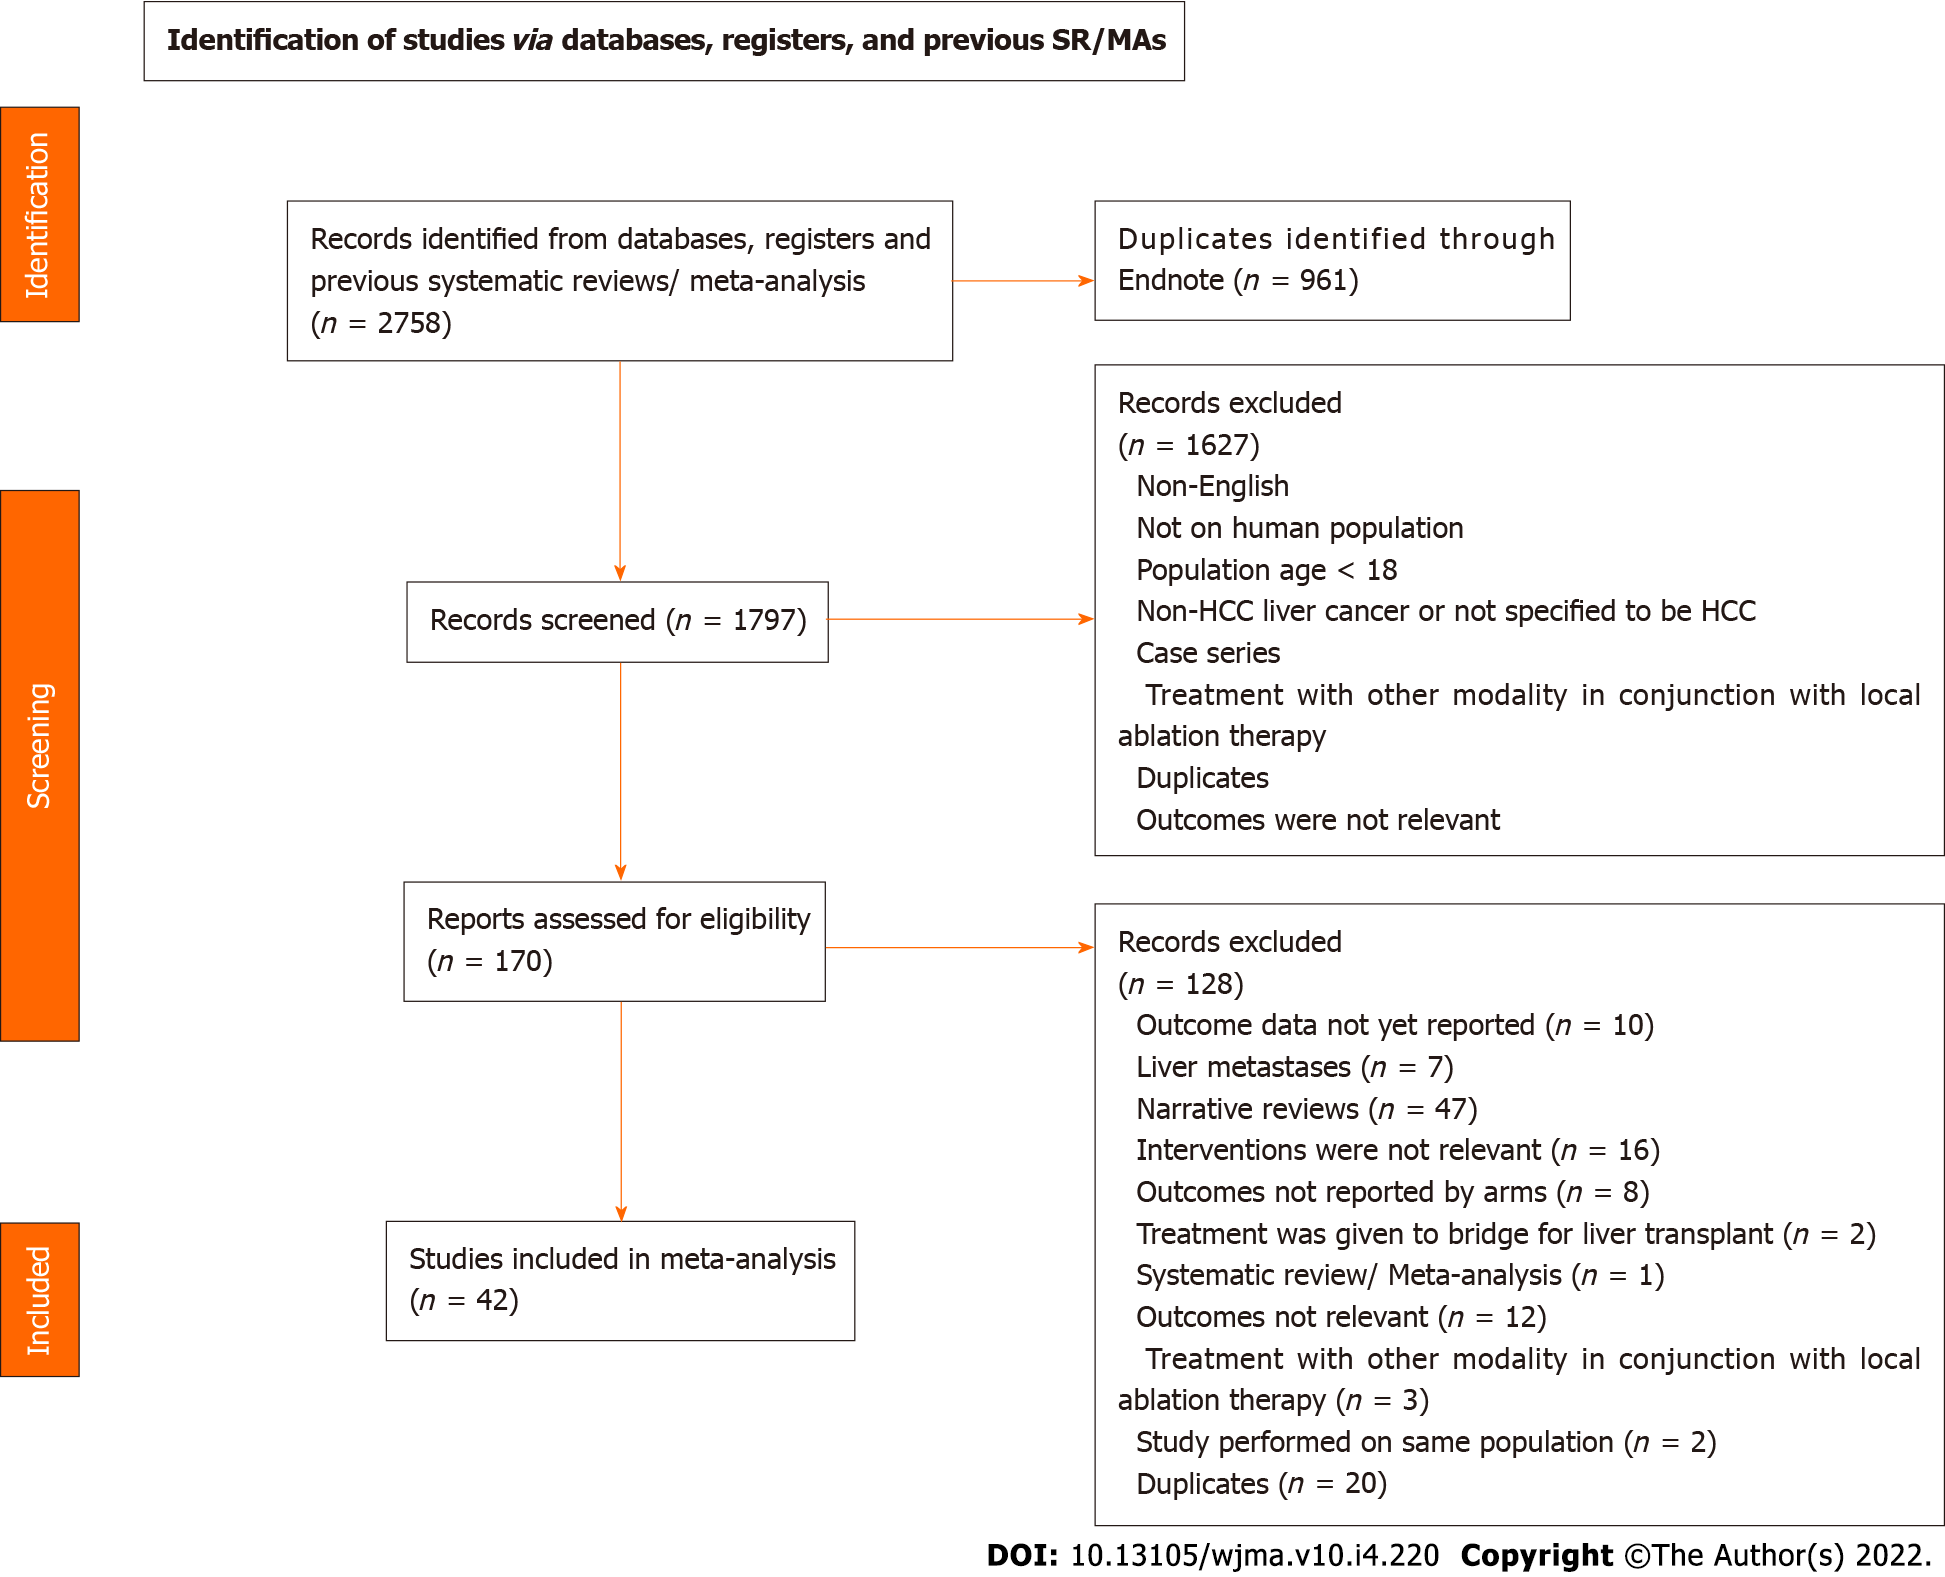 Identification of studies via databases, registers, and previous SR/MAs
Identification
Records identified from databases, registers and
previous systematic reviews/ meta-analysis
(n = 2758)
Duplicates identified through
Endnote (n = 961)
Screening
Records screened (n = 1797)
Records excluded
(n = 1627)
Non-English
Not on human population
Population age < 18
Non-HCC liver cancer or not specified to be HCC
Case series
Treatment with other modality in conjunction with local
ablation therapy
Duplicates
Outcomes were not relevant
Reports assessed for eligibility
(n = 170)
Records excluded
(n = 128)
Outcome data not yet reported (n = 10)
Liver metastases (n = 7)
Narrative reviews (n = 47)
Interventions were not relevant (n = 16)
Outcomes not reported by arms (n = 8)
Treatment was given to bridge for liver transplant (n = 2)
Systematic review/ Meta-analysis (n = 1)
Outcomes not relevant (n = 12)
Treatment with other modality in conjunction with local
ablation therapy (n = 3)
Study performed on same population (n = 2)
Duplicates (n = 20)
Included
Studies included in meta-analysis
(n = 42)
DOI: 10.13105/wjma.v10.i4.220 Copyright ©The Author(s) 2022.